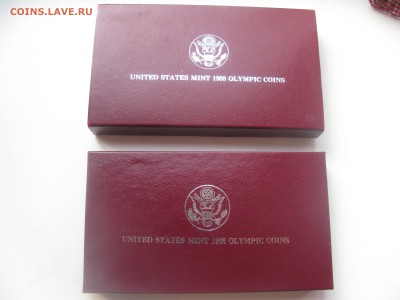 COINS.LAVE.RU
UNITED STATES MINT 1988 OLYMPIC COINS
UNITED STATES MINT 1988 OLYMPIC COINS